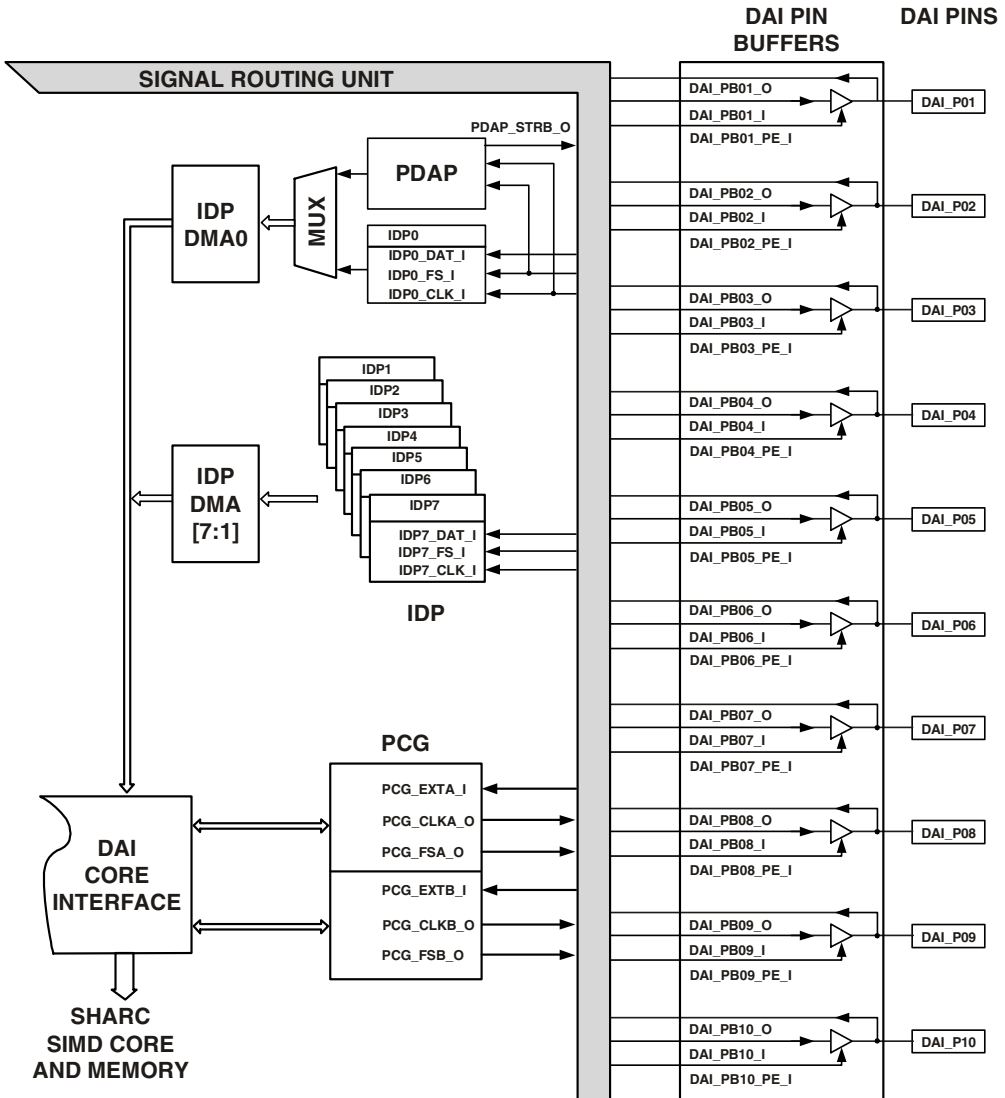 DAI PIN
BUFFERS
DAI PINS
SIGNAL ROUTING UNIT
PDAP_STRB_O
PDAP
IDP
DMA0
MUX
IDP0
IDP0_DAT_I
IDP0_FS_I
IDP0_CLK_I
IDP1
IDP2
IDP3
IDP4
IDP5
IDP6
IDP7
IDP7_DAT_I
IDP7_FS_I
IDP7_CLK_I
IDP
DMA
[7:1]
IDP
PCG
PCG_EXTA_I
PCG_CLKA_O
PCG_FSA_O
PCG_EXTB_I
PCG_CLKB_O
PCG_FSB_O
DAI
CORE
INTERFACE
SHARC
SIMD CORE
AND MEMORY
DAI_PB01_O
DAI_PB01_I
DAI_PB01_PE_I
DAI_P01
DAI_PB02_O
DAI_PB02_I
DAI_PB02_PE_I
DAI_P02
DAI_PB03_O
DAI_PB03_I
DAI_PB03_PE_I
DAI_P03
DAI_PB04_O
DAI_PB04_I
DAI_PB04_PE_I
DAI_P04
DAI_PB05_O
DAI_PB05_I
DAI_PB05_PE_I
DAI_P05
DAI_PB06_O
DAI_PB06_I
DAI_PB06_PE_I
DAI_P06
DAI_PB07_O
DAI_PB07_I
DAI_PB07_PE_I
DAI_P07
DAI_PB08_O
DAI_PB08_I
DAI_PB08_PE_I
DAI_P08
DAI_PB09_O
DAI_PB09_I
DAI_PB09_PE_I
DAI_P09
DAI_PB10_O
DAI_PB10_I
DAI_PB10_PE_I
DAI_P10